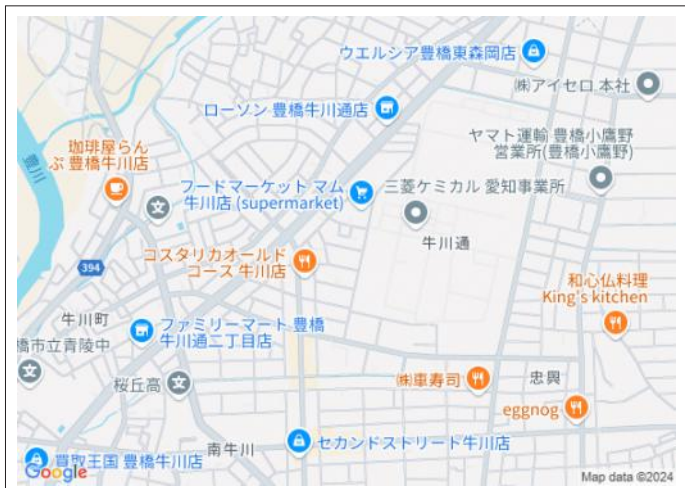 ウエルシア豊橋東森岡店
㈱アイセロ 本社
ローソン 豊橋牛川通店
ヤマト運輸 豊橋小鷹野
営業所(豊橋小鷹野)
珈琲屋らん
ぷ 豊橋牛川店
フードマーケット マム
牛川店 (supermarket)
三菱ケミカル 愛知事業所
豊川
牛川通
コスタリカオールド
コース 牛川店
394
和心仏料理
King's kitchen
牛川町
ファミリーマート 豊橋
牛川通二丁目店
橋市立青陵中
桜丘高
㈱車寿司
忠興
eggnog
南牛川
セカンドストリート牛川店
買取王国 豊橋牛川店
Google
Map data ©2024